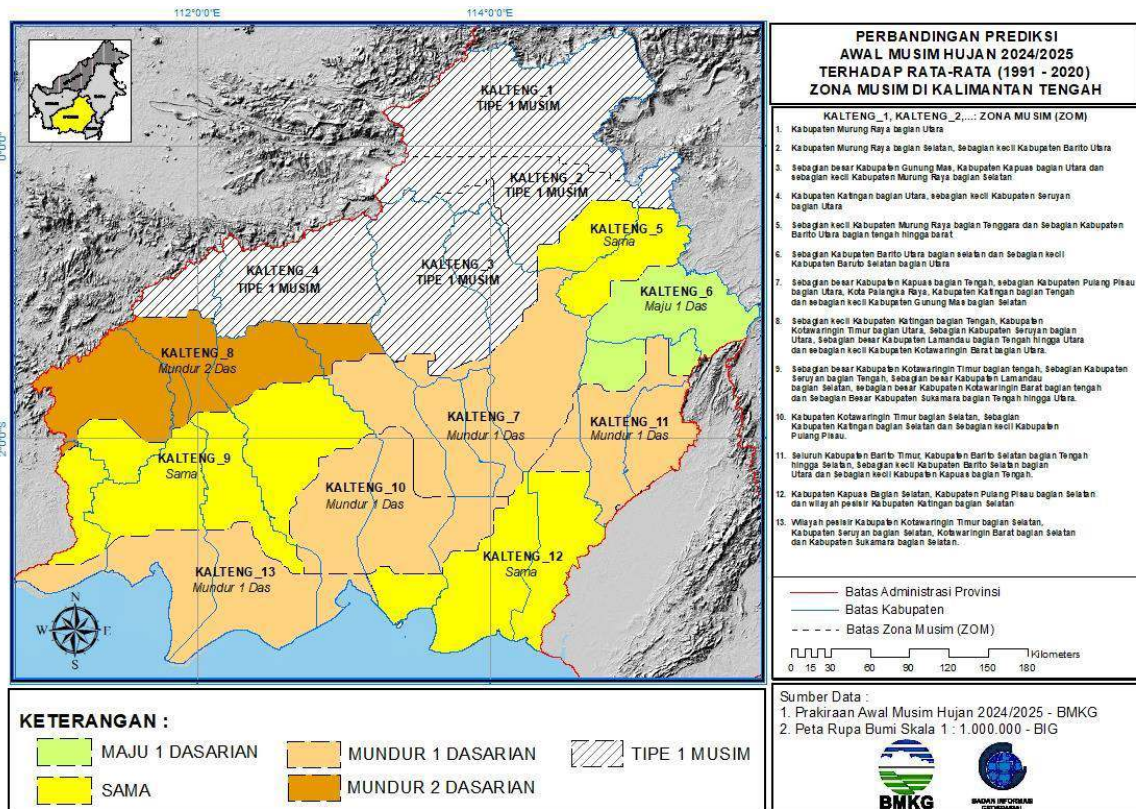 112°0'0"E
114°0'0"E
0°0'0"
2°0'0"S
KALTENG_1
TIPE 1 MUSIM
KALTENG_2
TIPE 1 MUSIM
KALTENG_5
Sama
KALTENG_3
TIPE 1 MUSIM
KALTENG_4
TIPE 1 MUSIM
KALTENG_6
Maju 1 Das
KALTENG_8
Mundur 2 Das
KALTENG_7
Mundur 1 Das
KALTENG_11
Mundur 1 Das
KALTENG_9
Sama
KALTENG_10
Mundur 1 Das
KALTENG_12
Sama
KALTENG_13
Mundur 1 Das
N
W E
S
PERBANDINGAN PREDIKSI
AWAL MUSIM HUJAN 2024/2025
TERHADAP RATA-RATA (1991 - 2020)
ZONA MUSIM DI KALIMANTAN TENGAH
KALTENG_1, KALTENG_2,...: ZONA MUSIM (ZOM)
1. Kabupaten Murung Raya bagian Utara
2. Kabupaten Murung Raya bagian Selatan, Sebagian kecil Kabupaten Barito Utara
3. Sebagian besar Kabupaten Gunung Mas, Kabupaten Kapuas bagian Utara dan
sebagian kecil Kabupaten Murung Raya bagian Selatan
4. Kabupaten Katingan bagian Utara, sebagian kecil Kabupaten Seruyan
bagian Utara
5. Sebagian kecil Kabupaten Murung Raya bagian Tenggara dan Sebagian Kabupaten
Barito Utara bagian tengah hingga barat
6. Sebagian Kabupaten Barito Utara bagian selatan dan Sebagian kecil
Kabupaten Baruto Selatan bagian Utara
7. Sebagian besar Kabupaten Kapuas bagian Tengah, sebagian Kabupaten Pulang Pisau
bagian Utara, Kota Palangka Raya, Kabupaten Katingan bagian Tengah
dan sebagian kecil Kabupaten Gunung Mas bagian Selatan
8. Sebagian kecil Kabupaten Katingan bagian Tengah, Kabupaten
Kotawaringin Timur bagian Utara, Sebagian Kabupaten Seruyan bagian
Utara, Sebagian besar Kabupaten Lamandau bagian Tengah hingga Utara
dan sebagian kecil Kabupaten Kotawaringin Barat bagian Utara.
9. Sebagian besar Kabupaten Kotawaringin Timur bagian tengah, Sebagian Kabupaten
Seruyan bagian Tengah, Sebagian besar Kabupaten Lamandau
bagian Selatan, sebagian besar Kabupaten Kotawaringin Barat bagian tengah
dan Sebagian Besar Kabupaten Sukamara bagian Tengah hingga Utara.
10. Kabupaten Kotawaringin Timur bagian Selatan, Sebagian
Kabupaten Katingan bagian Selatan dan Sebagian kecil Kabupaten
Pulang Pisau.
11. Seluruh Kabupaten Barito Timur, Kabupaten Barito Selatan bagian Tengah
hingga Selatan, Sebagian kecil Kabupaten Barito Selatan bagian
Utara dan Sebagian kecil Kabupaten Kapuas bagian Tengah.
12. Kabupaten Kapuas Bagian Selatan, Kabupaten Pulang Pisau bagian Selatan
dan wilayah pesisir Kabupaten Katingan bagian Selatan
13. Wilayah pesisir Kabupaten Kotawaringin Timur bagian Selatan,
Kabupaten Seruyan bagian Selatan, Kotawaringin Barat bagian Selatan
dan Kabupaten Sukamara bagian Selatan.
Batas Administrasi Provinsi
Batas Kabupaten
Batas Zona Musim (ZOM)
Kilometers
0 15 30 60 90 120 150 180
KETERANGAN :
MAJU 1 DASARIAN
MUNDUR 1 DASARIAN
TIPE 1 MUSIM
SAMA
MUNDUR 2 DASARIAN
Sumber Data :
1. Prakiraan Awal Musim Hujan 2024/2025 - BMKG
2. Peta Rupa Bumi Skala 1 : 1.000.000 - BIG
BMKG
BADAN INFORMASI
GEOSPASIAL